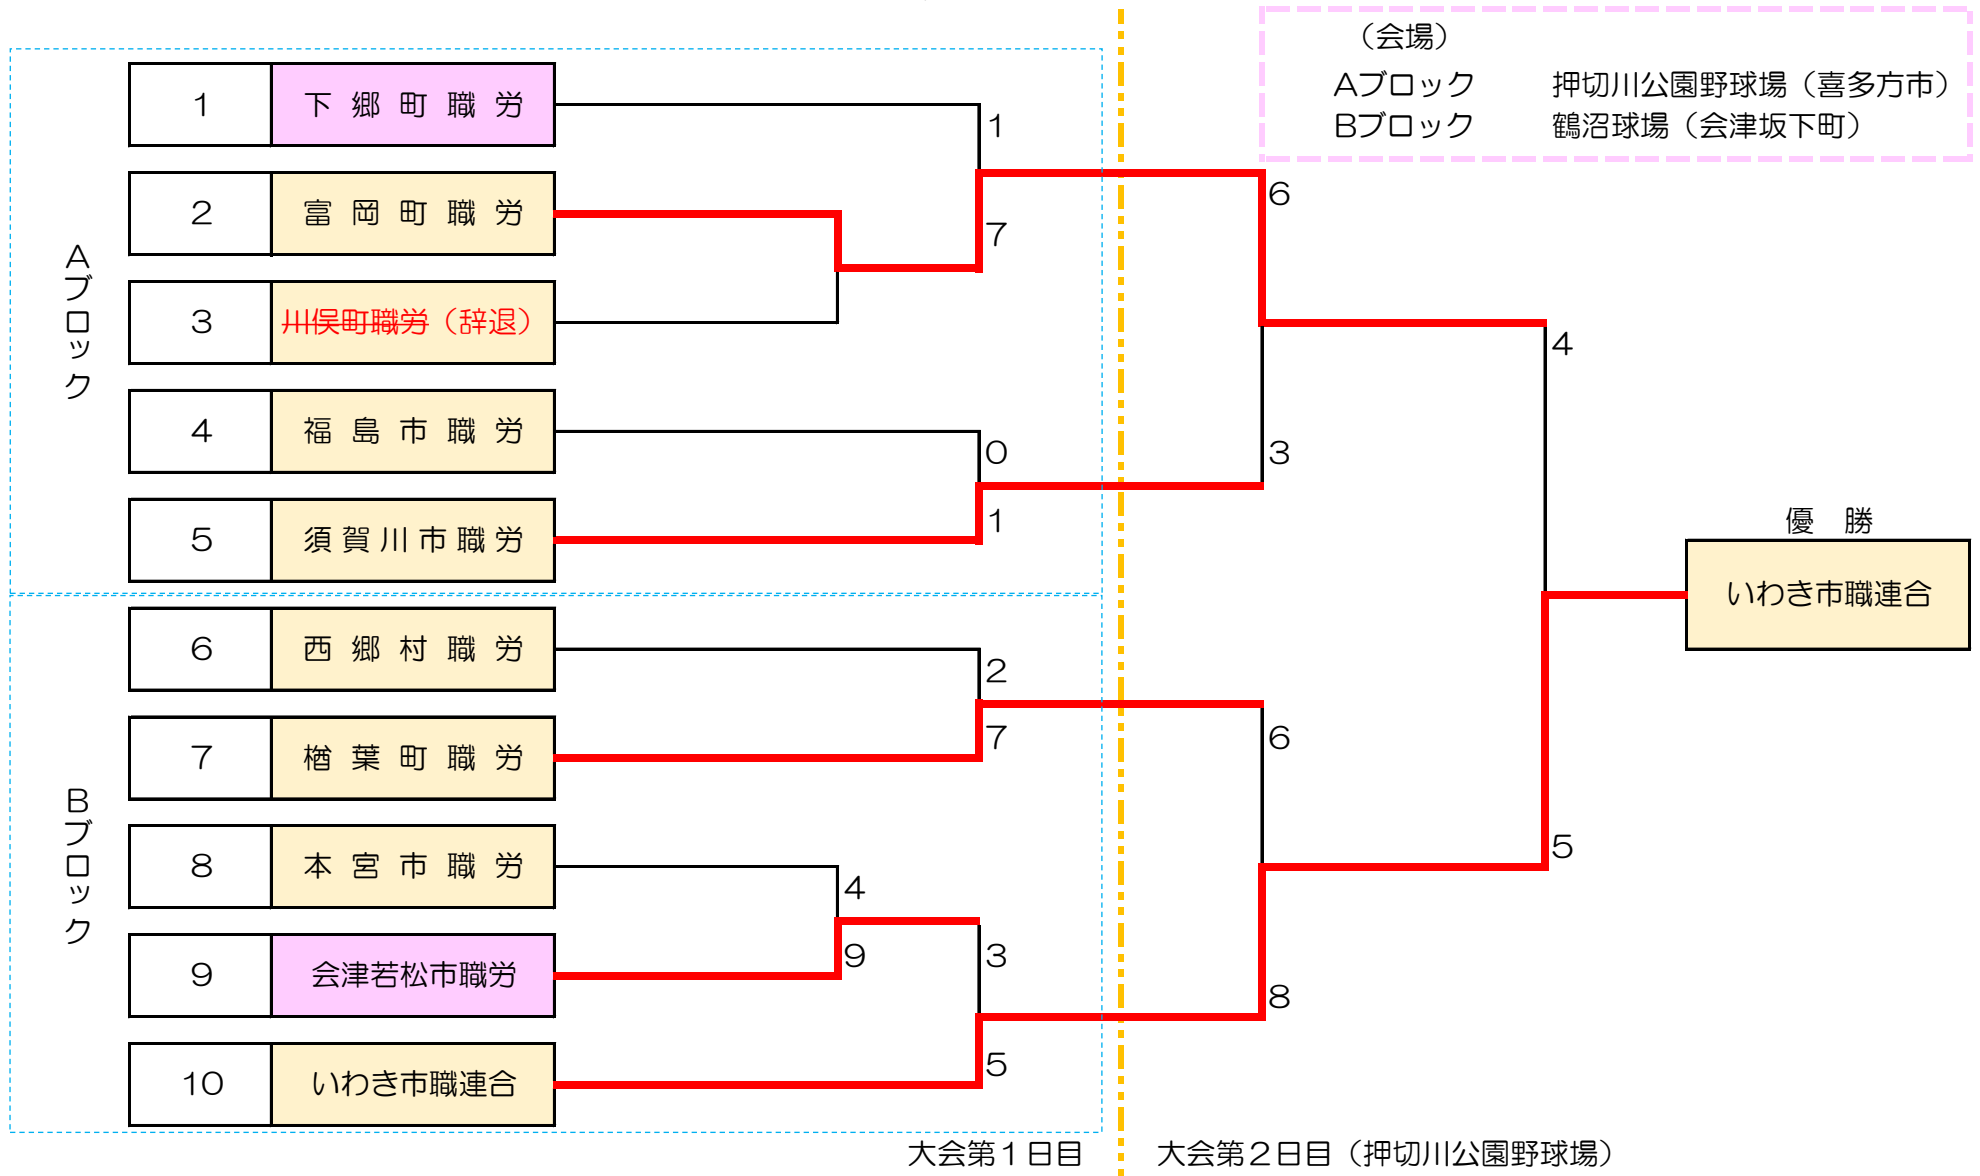 （会場）
Aブロック　押切川公園野球場（喜多方市）
Bブロック　鶴沼球場（会津坂下町）
Aブロック
1　下郷町職労
2　富岡町職労
3　川俣町職労（辞退）
4　福島市職労
5　須賀川市職労
1
7
0
1
6
3
4
優　勝
いわき市職連合
Bブロック
6　西郷村職労
7　楢葉町職労
8　本宮市職労
9　会津若松市職労
10　いわき市職連合
2
7
4
9
3
5
6
8
5
大会第１日目
大会第２日目（押切川公園野球場）